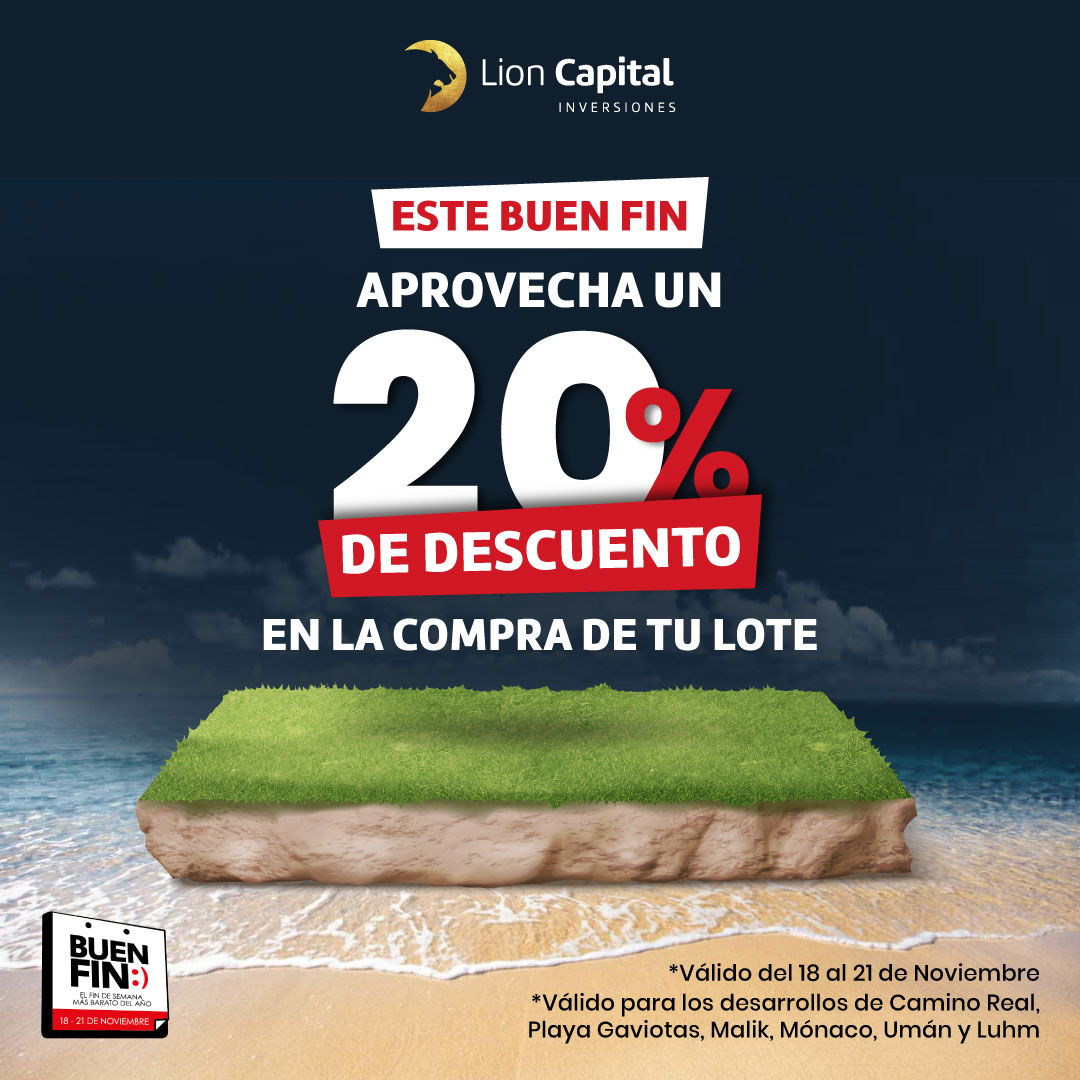 Lion Capital
INVERSIONES
ESTE BUEN FIN
APROVECHA UN
20%
DE DESCUENTO
EN LA COMPRA DE TU LOTE
BUEN
FIN:)
EL FIN DE SEMANA
MÁS BARATO DEL AÑO
18 - 21 DE NOVIEMBRE
*Válido del 18 al 21 de Noviembre
*Válido para los desarrollos de Camino Real,
Playa Gaviotas, Malik, Mónaco, Umán y Luhm